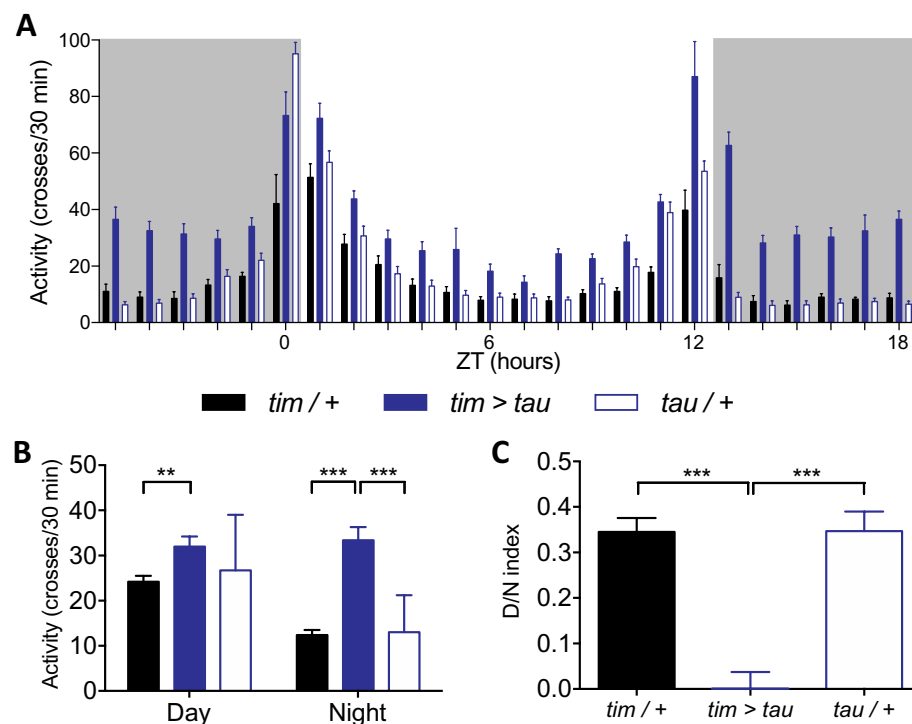 A
Activity (crosses/30 min)
100
80
60
40
20
0
0
6
12
18
ZT (hours)
tim / +
tim > tau
tau / +
B
Activity (crosses/30 min)
50
40
30
20
10
0
**
***
***
Day
Night
C
D/N index
0.5
0.4
0.3
0.2
0.1
0.0
***
***
tim / +
tim > tau
tau / +